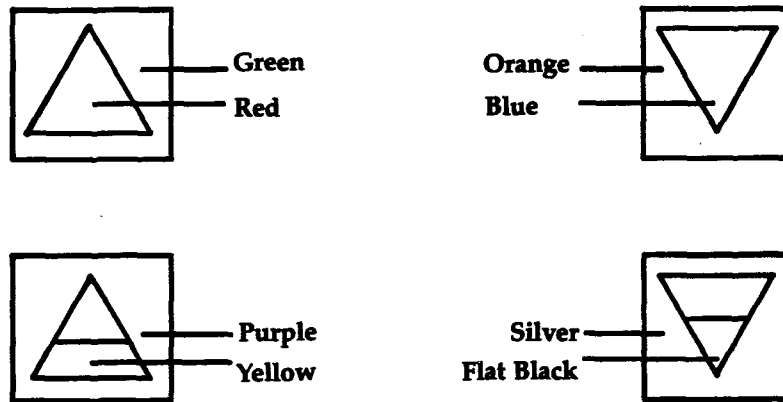 Green
Red
Orange
Blue
Purple
Yellow
Silver
Flat Black